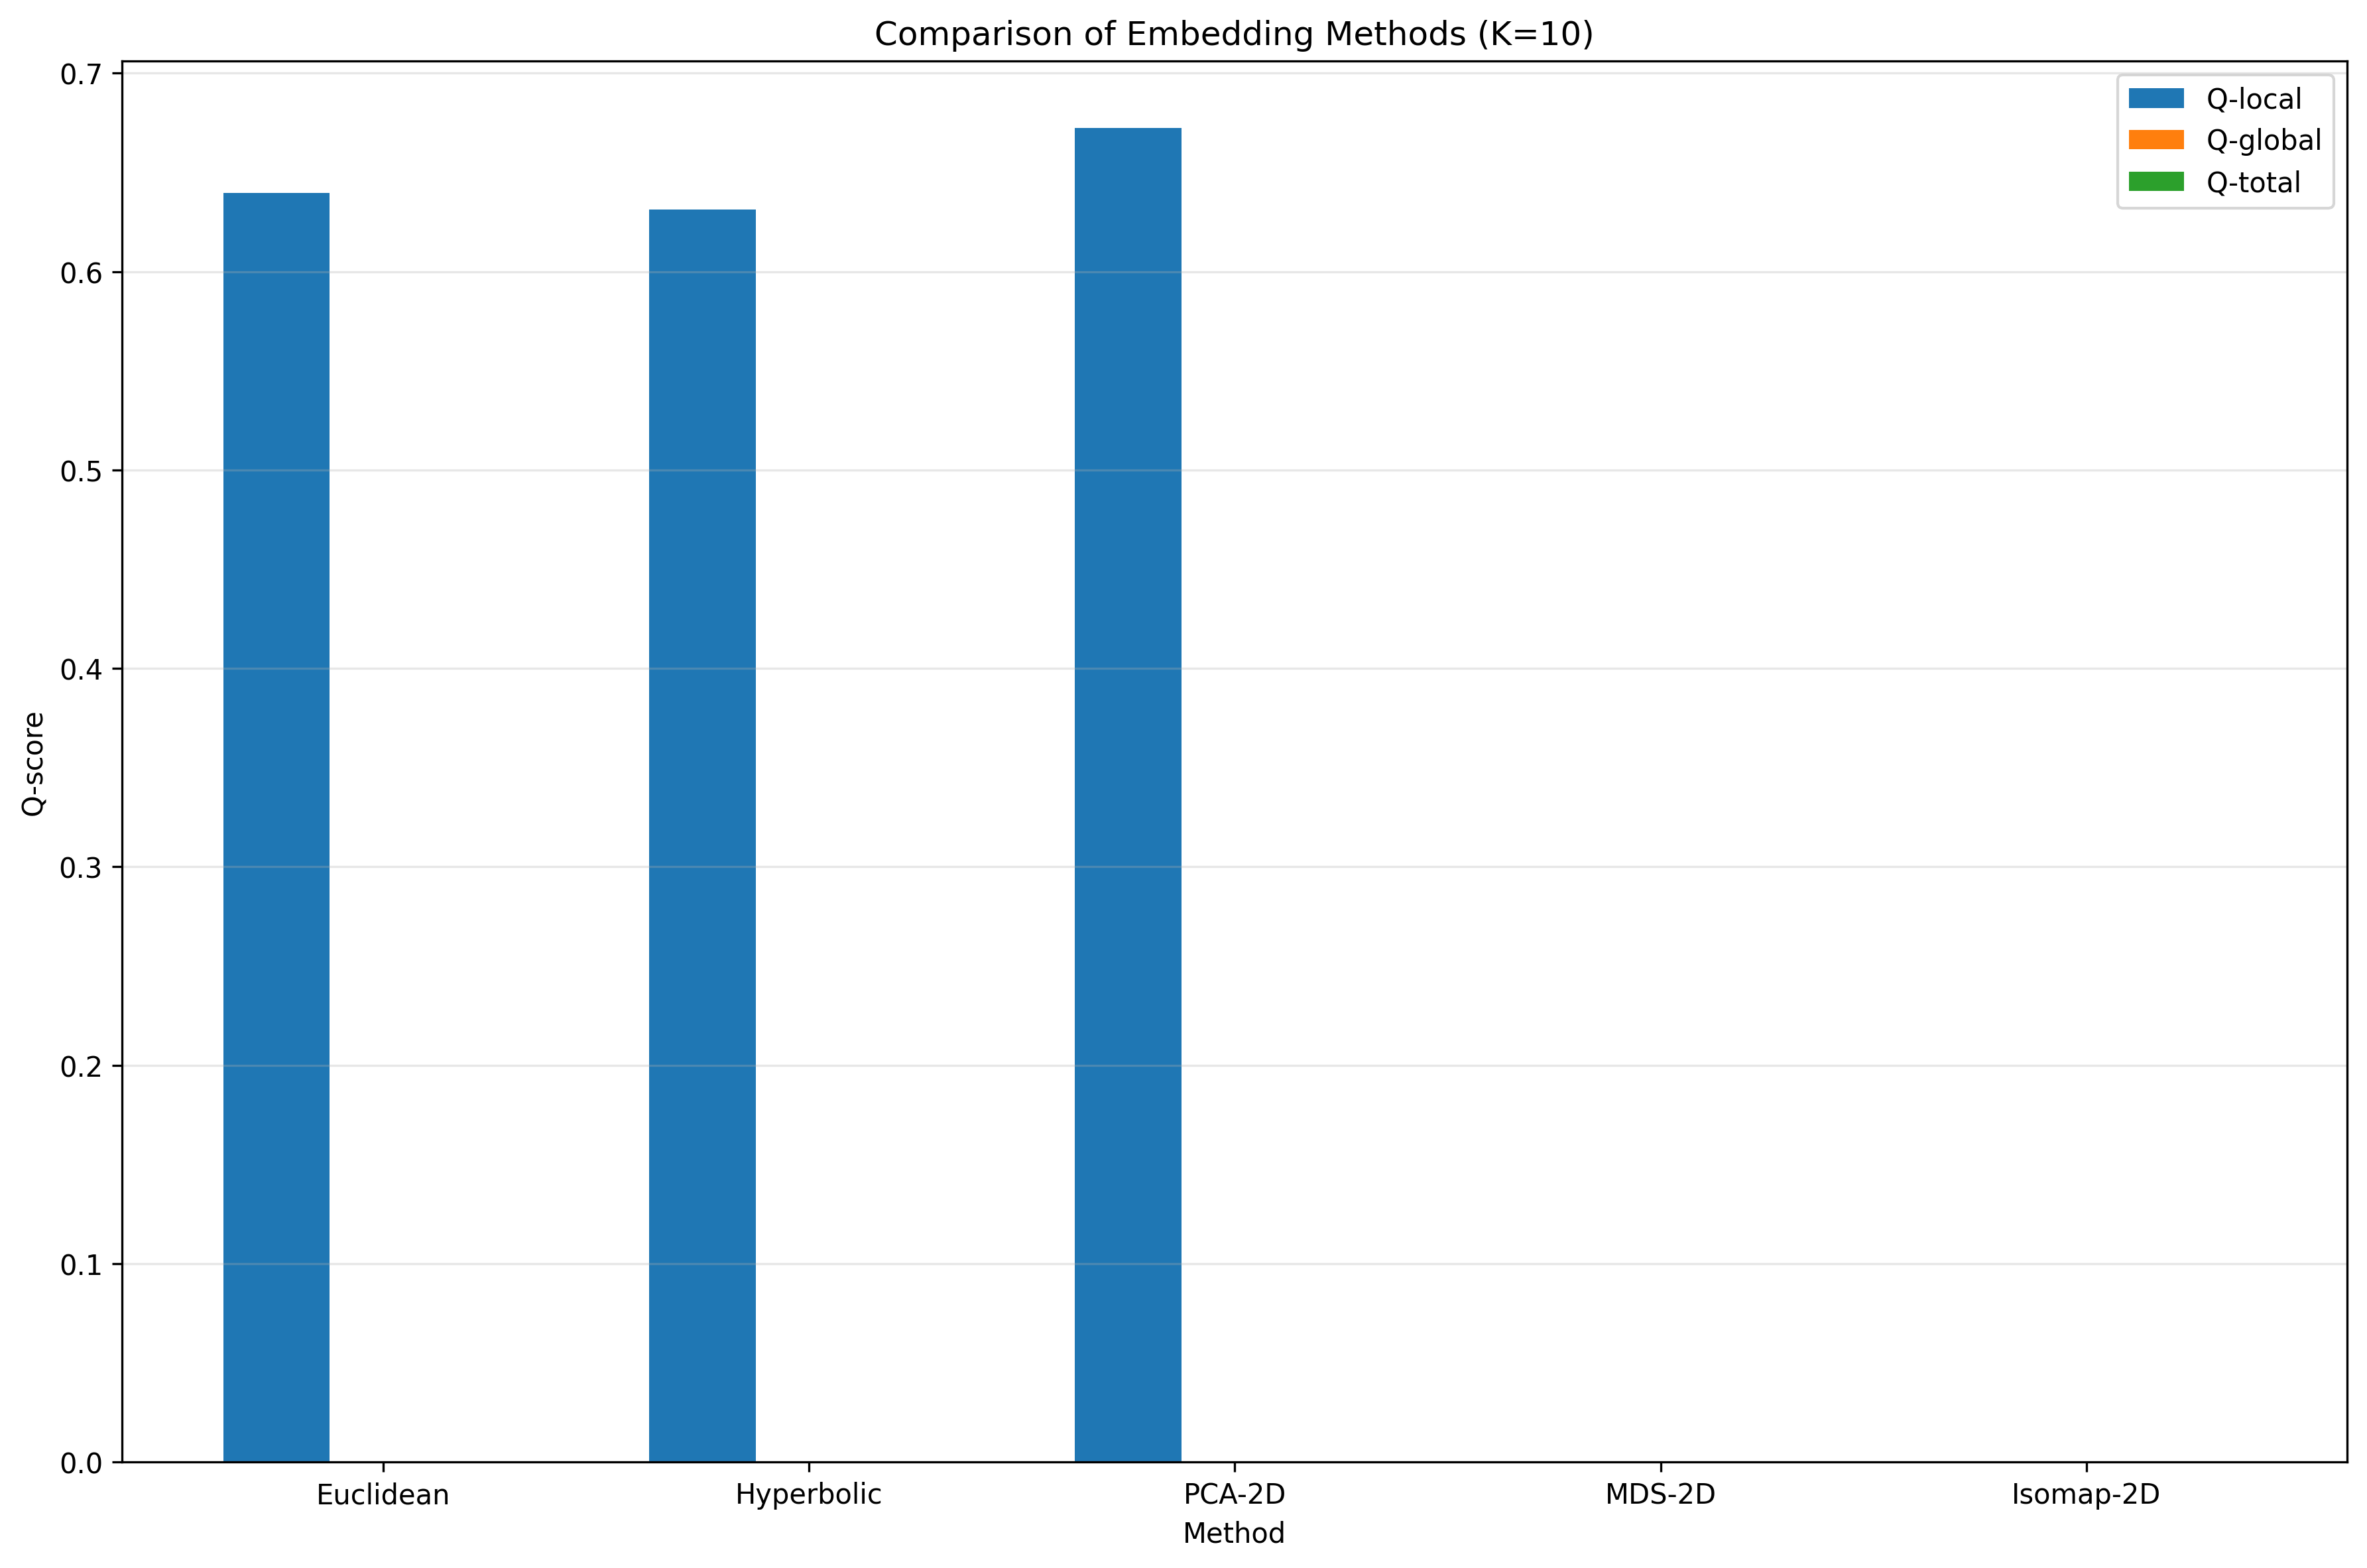 Comparison of Embedding Methods (K=10)
Q-local
Q-global
Q-total
Q-score
0.7
0.6
0.5
0.4
0.3
0.2
0.1
0.0
Euclidean
Hyperbolic
PCA-2D
MDS-2D
Isomap-2D
Method